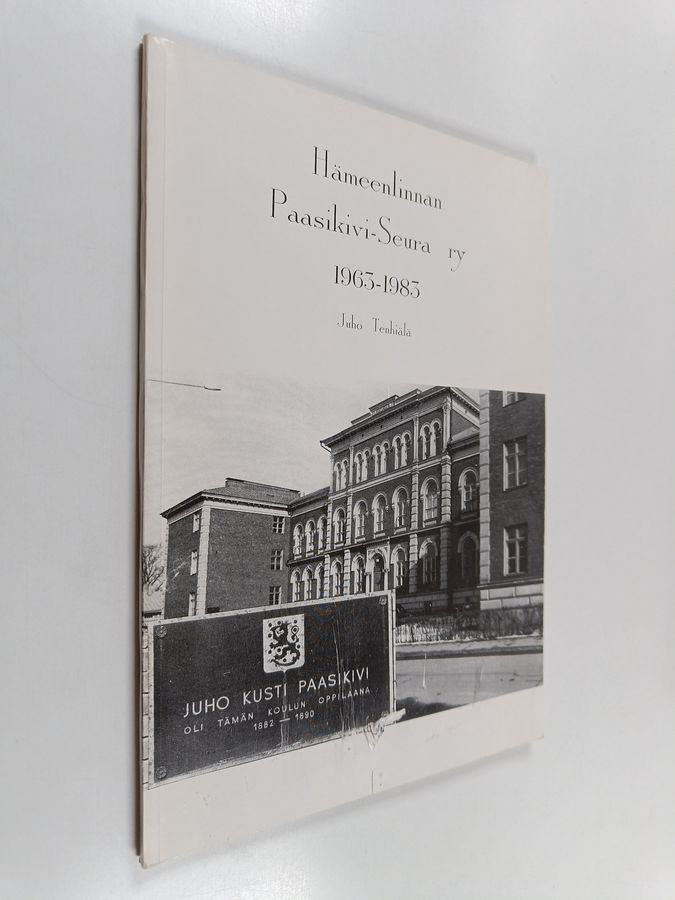 Hämeenlinnan
Paasikivi-Seura ry
1963-1983
Juho Tenhiälä
JUHO KUSTI PAASIKIVI
OLI TÄMÄN KOULUN OPPILAANA
1882 — 1890